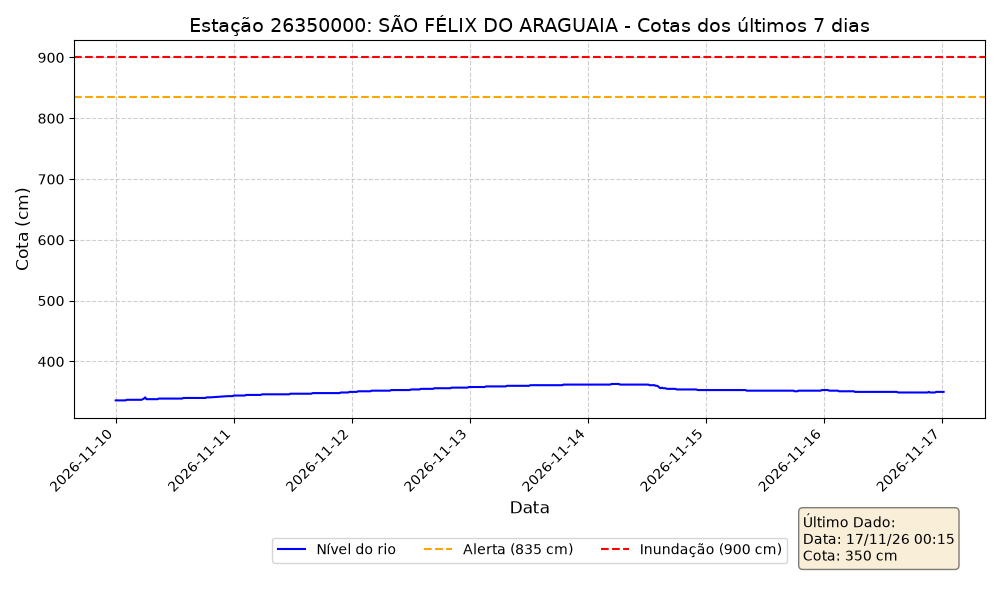 Estação 26350000: SÃO FÉLIX DO ARAGUAIA - Cotas dos últimos 7 dias
Cota (cm)
900
800
700
600
500
400
2026-11-10
2026-11-11
2026-11-12
2026-11-13
2026-11-14
2026-11-15
2026-11-16
2026-11-17
Data
Nível do rio
Alerta (835 cm)
Inundação (900 cm)
Último Dado:
Data: 17/11/26 00:15
Cota: 350 cm